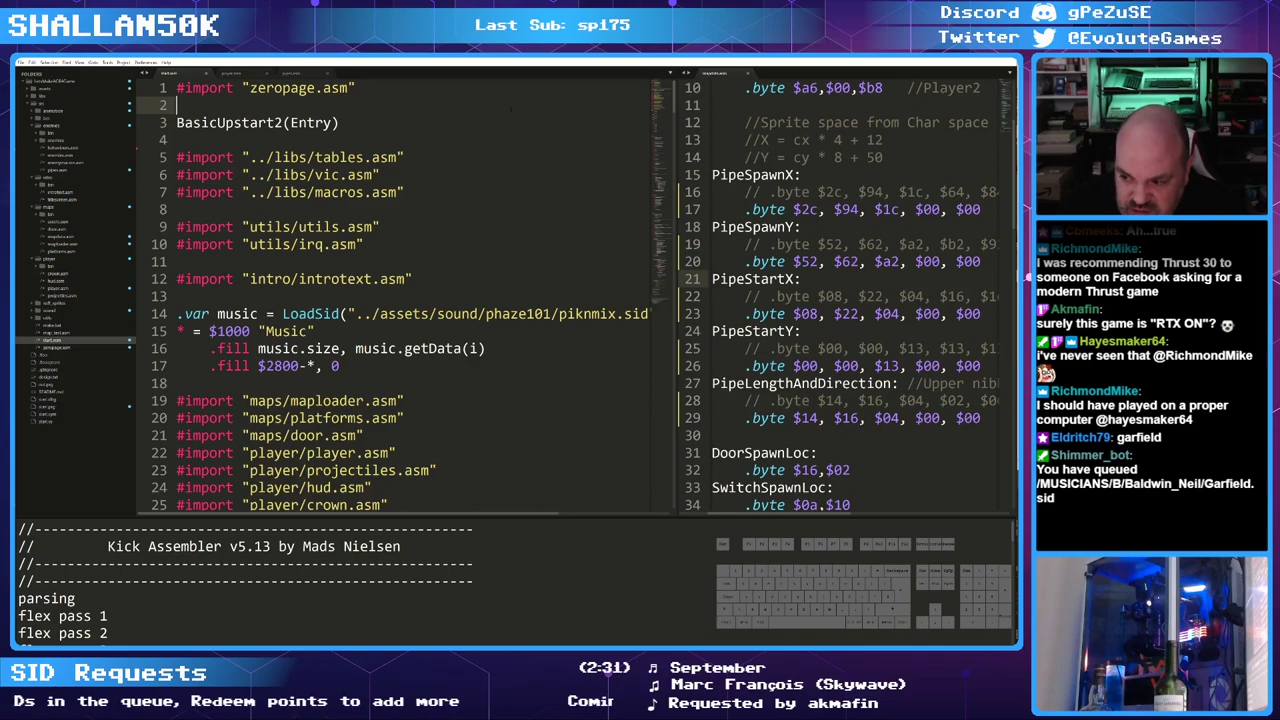 SHALLAN50K
Last Sub: sp175
Discord gPeZuSE
Twitter @EvoluteGames
FOLDERS
1 #import "zeropage.asm"
2
3 BasicUpstart2(Entry)
4
5 #import "../libs/tables.asm"
6 #import "../libs/vic.asm"
7 #import "../libs/macros.asm"
8
9 #import "utils/utils.asm"
10 #import "utils/irq.asm"
11
12 #import "intro/introtext.asm"
13
14 .var music = LoadSid("../assets/sound/phaze101/piknmix.sid"
15 * = $1000 "Music"
16 .fill music.size, music.getData(i)
17 .fill $2800-*, 0
18
19 #import "maps/maploader.asm"
20 #import "maps/platforms.asm"
21 #import "maps/door.asm"
22 #import "player/player.asm"
23 #import "player/projectiles.asm"
24 #import "player/hud.asm"
25 #import "player/crown.asm"
10 .byte $a6,$00,$b8 //Player2
11
12 //Sprite space from Char space
13 //X = cx * 4 + 12
14 //Y = cy * 8 + 50
15 PipeSpawnX:
16 .byte $2c, $94, $1c, $64, $84
17 .byte $2c, $94, $1c, $00, $00
18 PipeSpawnY:
19 .byte $52, $62, $a2, $b2, $9
20 .byte $52, $62, $a2, $00, $00
21 PipeStartX:
22 .byte $08, $22, $04, $16, $1
23 .byte $08, $22, $04, $00, $00
24 PipeStartY:
25 .byte $00, $00, $13, $13, $1
26 .byte $00, $00, $13, $00, $00
27 PipeLengthAndDirection: //Upper nib
28 // .byte $14, $16, $04, $02, $0
29 .byte $14, $16, $04, $00, $00
30
31 DoorSpawnLoc:
32 .byte $16,$02
33 SwitchSpawnLoc:
34 .byte $0a,$10
//------------------------------------------------------
// Kick Assembler v5.13 by Mads Nielsen
//------------------------------------------------------
//------------------------------------------------------
parsing
flex pass 1
flex pass 2
Cbmeeks: Ah...true
RichmondMike:
I was recommending Thrust 30 to
someone on Facebook asking for a
modern Thrust game
Akmafin:
surely this game is "RTX ON"?
Hayesmaker64:
i've never seen that @RichmondMike
RichmondMike:
I should have played on a proper
computer @hayesmaker64
Eldritch79: garfield
Shimmer_bot:
You have queued
/MUSICIANS/B/Baldwin_Neil/Garfield.
sid
SID Requests
Ds in the queue, Redeem points to add more
Comir
(2:31) September
Marc François (Skywave)
Requested by akmafin